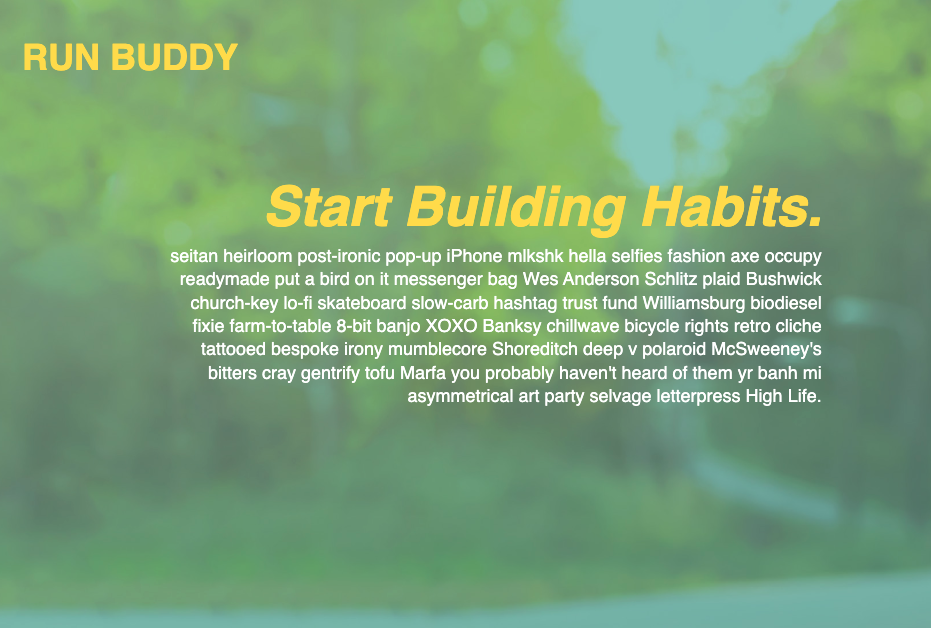 RUN BUDDY
Start Building Habits.
seitan heirloom post-ironic pop-up iPhone mlkshk hella selfies fashion axe occupy
readymade put a bird on it messenger bag Wes Anderson Schlitz plaid Bushwick
church-key lo-fi skateboard slow-carb hashtag trust fund Williamsburg biodiesel
fixie farm-to-table 8-bit banjo XOXO Banksy chillwave bicycle rights retro cliche
tattooed bespoke irony mumblecore Shoreditch deep v polaroid McSweeney's
bitters cray gentrify tofu Marfa you probably haven't heard of them yr banh mi
asymmetrical art party selvage letterpress High Life.